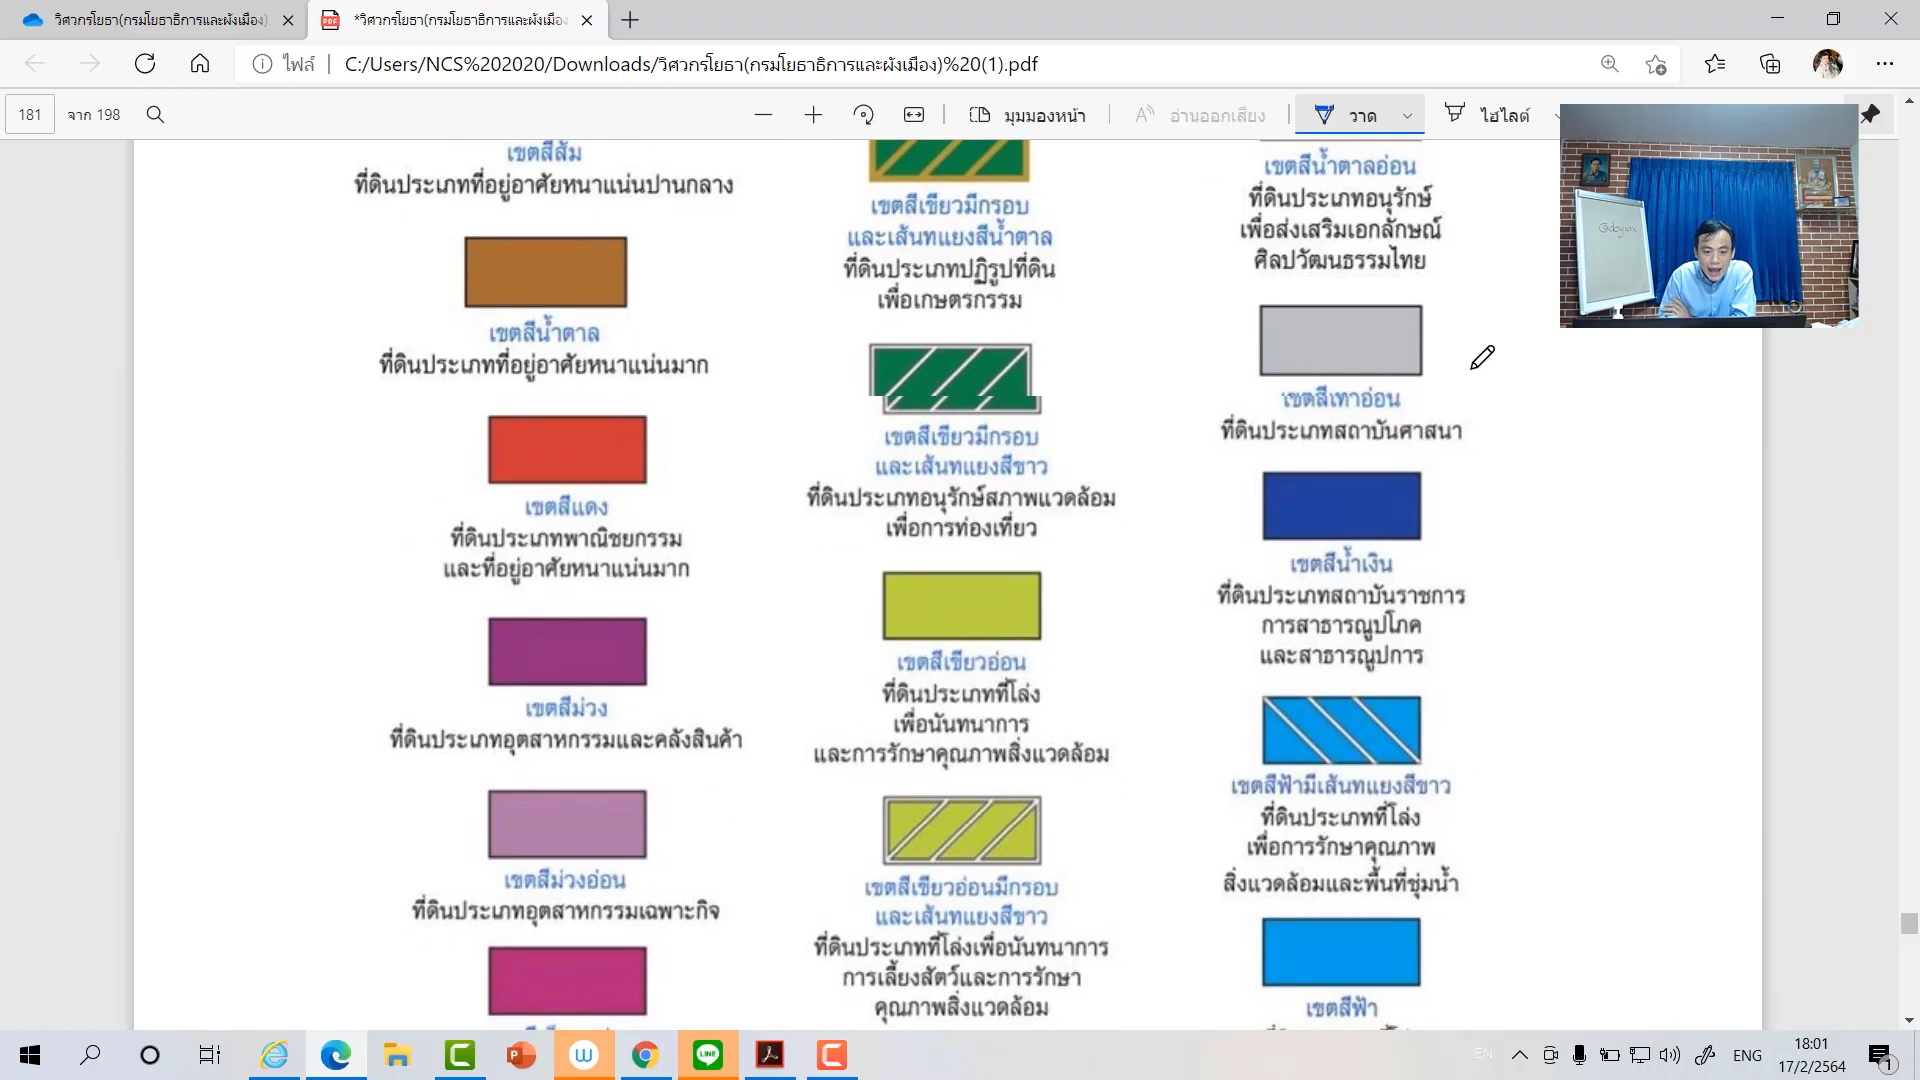 วิศวกรโยธา(กรมโยธาธิการและผังเมือง)
*วิศวกรโยธา(กรมโยธาธิการและผังเมือง
ไฟล์
C:/Users/NCS%202020/Downloads/วิศวกรโยธา(กรมโยธาธิการและผังเมือง)%20(1).pdf
181
จาก 198
มุมมองหน้า
อ่านออกเสียง
วาด
ไฮไลต์
เขตสีส้ม
ที่ดินประเภทที่อยู่อาศัยหนาแน่นปานกลาง
เขตสีน้ำตาล
ที่ดินประเภทที่อยู่อาศัยหนาแน่นมาก
เขตสีแดง
ที่ดินประเภทพาณิชยกรรม
และที่อยู่อาศัยหนาแน่นมาก
เขตสีม่วง
ที่ดินประเภทอุตสาหกรรมและคลังสินค้า
เขตสีม่วงอ่อน
ที่ดินประเภทอุตสาหกรรมเฉพาะกิจ
เขตสีเขียวมีกรอบ
และเส้นทแยงสีน้ำตาล
ที่ดินประเภทปฏิรูปที่ดิน
เพื่อเกษตรกรรม
เขตสีเขียวมีกรอบ
และเส้นทแยงสีขาว
ที่ดินประเภทอนุรักษ์สภาพแวดล้อม
เพื่อการท่องเที่ยว
เขตสีเขียวอ่อน
ที่ดินประเภทที่โล่ง
เพื่อนันทนาการ
และการรักษาคุณภาพสิ่งแวดล้อม
เขตสีเขียวอ่อนมีกรอบ
และเส้นทแยงสีขาว
ที่ดินประเภทที่โล่งเพื่อนันทนาการ
การเลี้ยงสัตว์และการรักษา
คุณภาพสิ่งแวดล้อม
เขตสีน้ำตาลอ่อน
ที่ดินประเภทอนุรักษ์
เพื่อส่งเสริมเอกลักษณ์
ศิลปวัฒนธรรมไทย
เขตสีเทาอ่อน
ที่ดินประเภทสถาบันศาสนา
เขตสีน้ำเงิน
ที่ดินประเภทสถาบันราชการ
การสาธารณูปโภค
และสาธารณูปการ
เขตสีฟ้ามีเส้นทแยงสีขาว
ที่ดินประเภทที่โล่ง
เพื่อการรักษาคุณภาพ
สิ่งแวดล้อมและพื้นที่ชุ่มน้ำ
เขตสีฟ้า
EN
ENG
18:01
17/2/2564
1